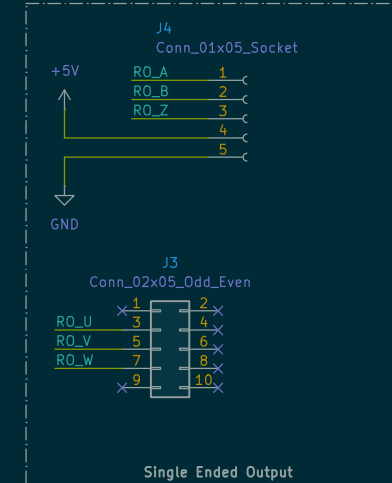 J4
Conn_01x05_Socket
+5V
RO_A 1
RO_B 2
RO_Z 3
4
5
GND
J3
Conn_02x05_Odd_Even
1 2
RO_U 3 4
RO_V 5 6
RO_W 7 8
9 10
Single Ended Output